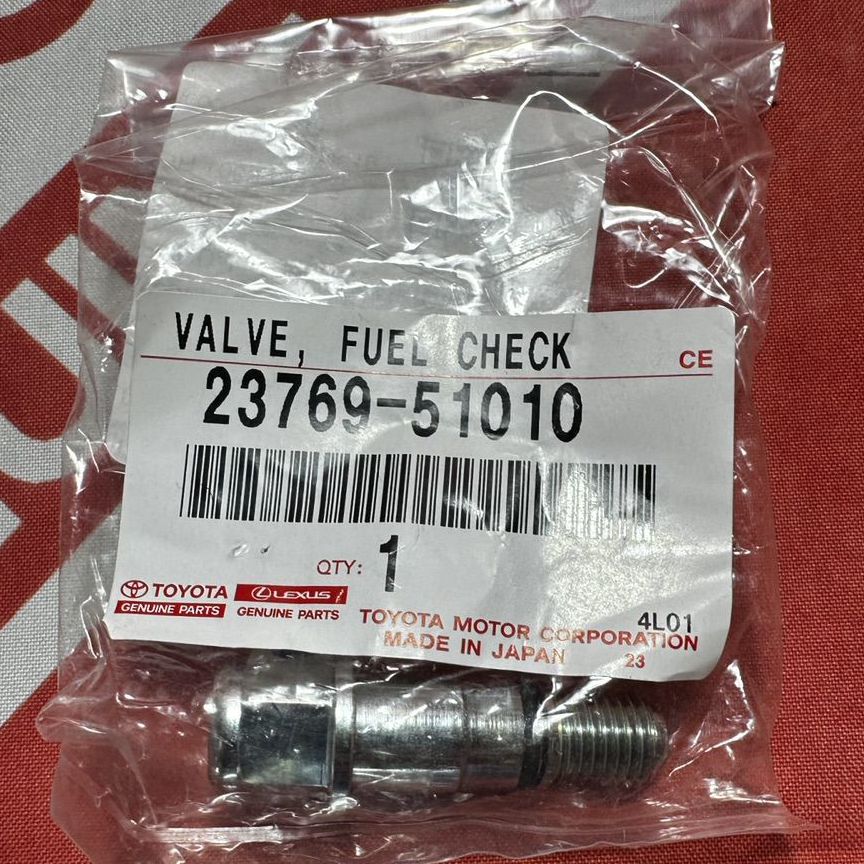 VALVE, FUEL CHECK
CE
23769-51010
QTY: 1
TOYOTA
GENUINE PARTS
LEXUS
GENUINE PARTS
4L01
TOYOTA MOTOR CORPORATION
MADE IN JAPAN
23